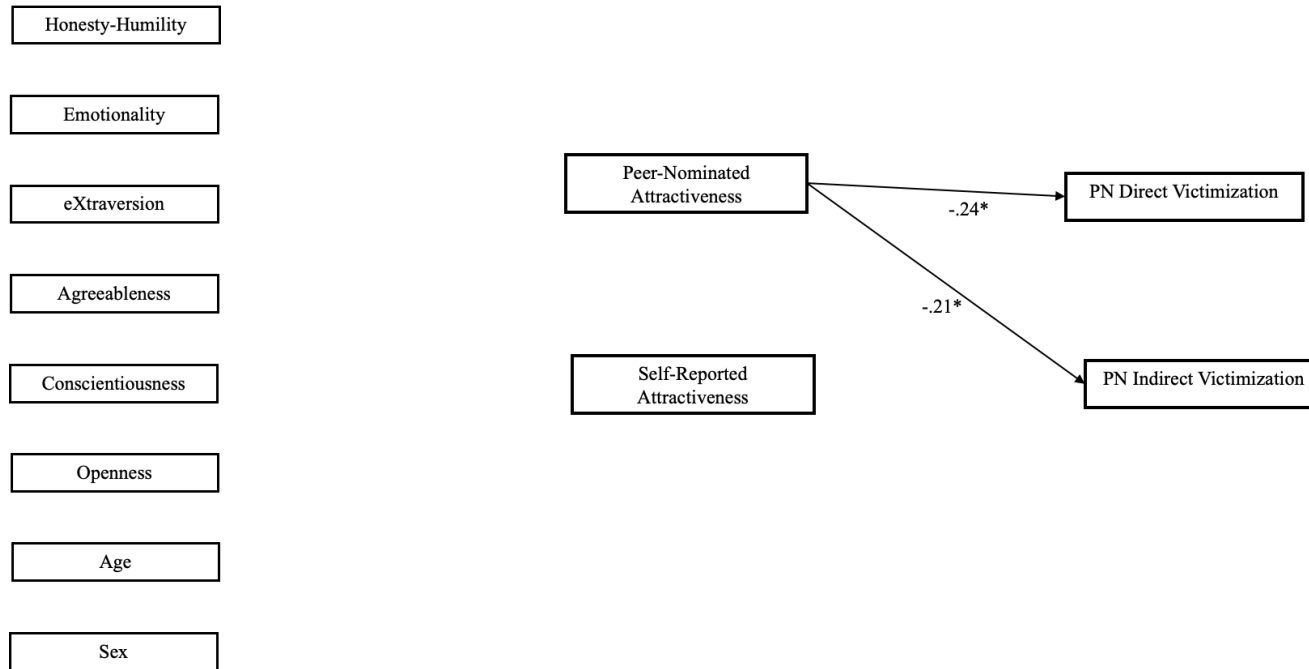 Honesty-Humility
Emotionality
eXtraversion
Agreeableness
Conscientiousness
Openness
Age
Sex
Peer-Nominated
Attractiveness
Self-Reported
Attractiveness
-.24*
-.21*
PN Direct Victimization
PN Indirect Victimization